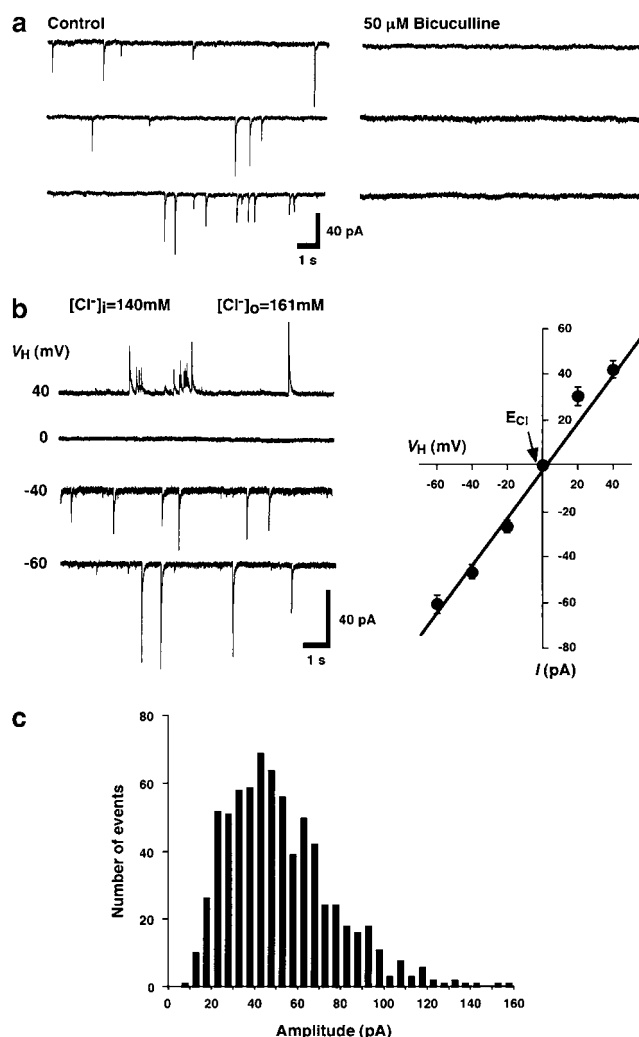 a
Control
50 µM Bicuculline
40 pA
1 s
b
[Cl-]i=140mM
[Cl-]o=161mM
VH (mV)
40
0
-40
-60
40 pA
1 s
60
40
20
ECl
VH (mV)
-60 -40 -20 20 40
-20
-40
-60
-80
I (pA)
c
Number of events
80
60
40
20
0
0 20 40 60 80 100 120 140 160
Amplitude (pA)